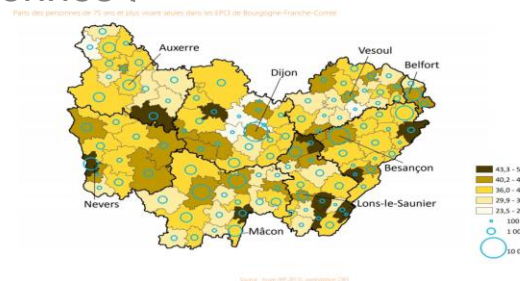 Parts des personnes de 75 ans et plus vivant seules dans les EPCI de Bourgogne-Franche-Comté
Auxerre
Vesoul
Belfort
Dijon
Besançon
Nevers
Lons-le-Saunier
Mâcon
43,3 - 5
40,2 - 4
36,0 - 4
29,9 - 3
23,5 - 2
100
1 00
10 0